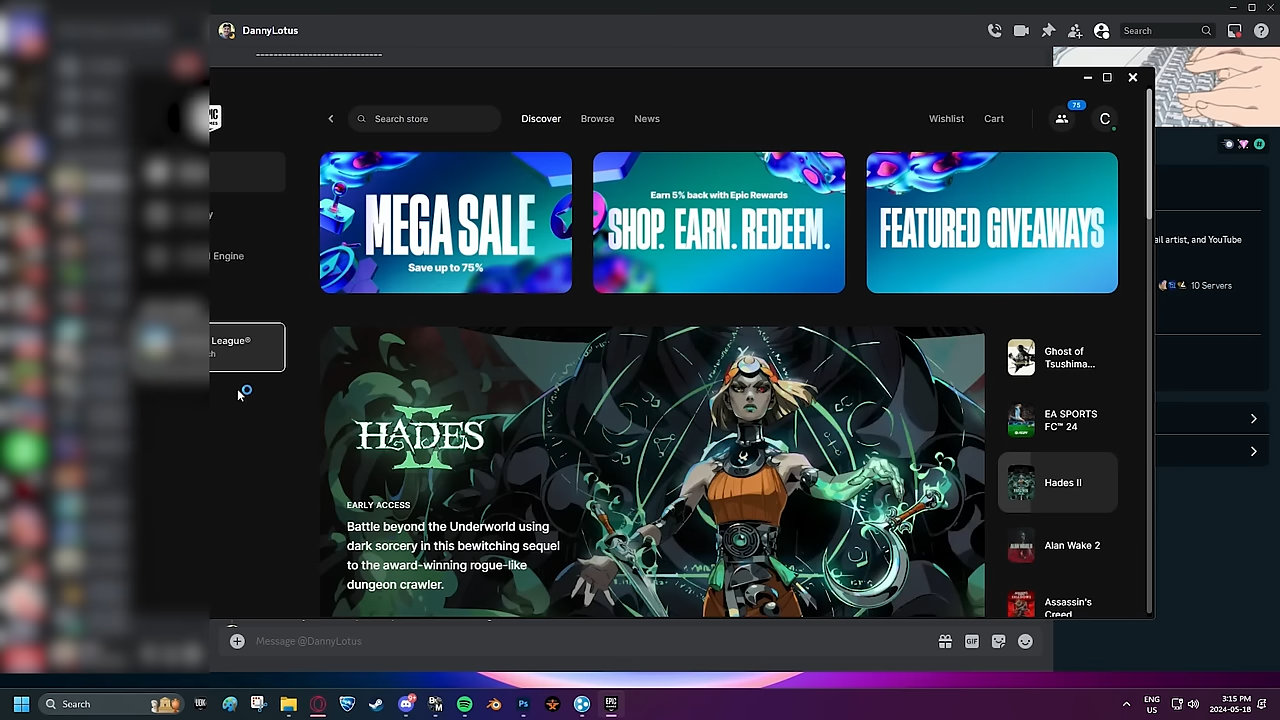 DannyLotus
Search
---------------------------------
Search store
Discover
Browse
News
Wishlist
Cart
75
C
MEGA SALE
Save up to 75%
Earn 5% back with Epic Rewards
SHOP. EARN. REDEEM.
FEATURED GIVEAWAYS
ail artist, and YouTube
l Engine
10 Servers
League®
ch
HADES
II
EARLY ACCESS
Battle beyond the Underworld using
dark sorcery in this bewitching sequel
to the award-winning rogue-like
dungeon crawler.
Ghost of
Tsushima...
EA SPORTS
FC™ 24
Hades II
Alan Wake 2
Assassin's
Creed
Message @DannyLotus
GIF
Search
Ps
EPIC
ENG
US
3:15 PM
2024-05-18